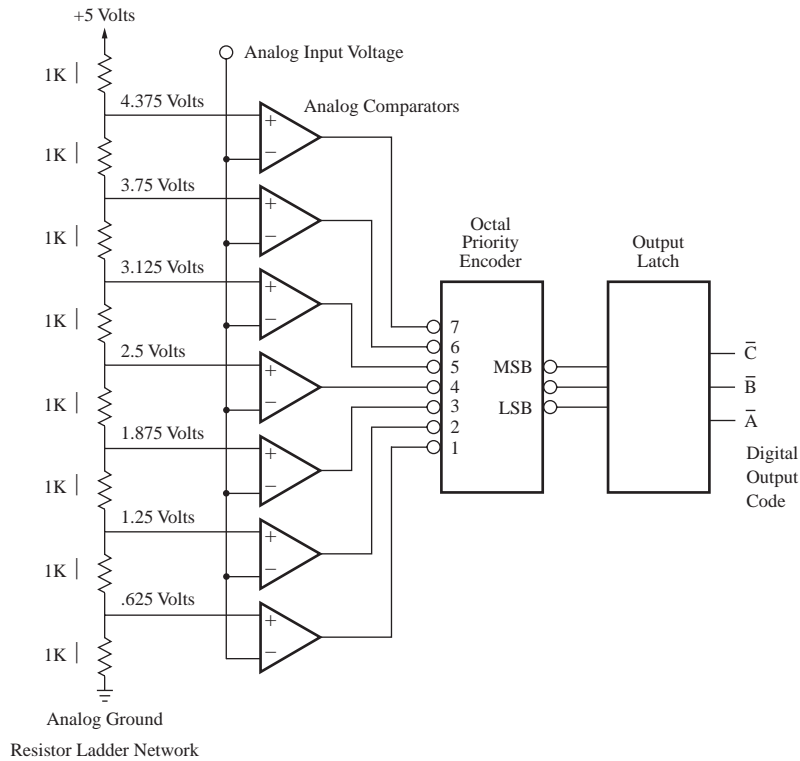 +5 Volts
Analog Input Voltage
1K
4.375 Volts
Analog Comparators
+
−
1K
3.75 Volts
+
−
1K
3.125 Volts
+
−
1K
2.5 Volts
+
−
1K
1.875 Volts
+
−
1K
1.25 Volts
+
−
1K
.625 Volts
+
−
1K
Analog Ground
Resistor Ladder Network
Octal
Priority
Encoder
7
6
5
4
3
2
1
MSB
LSB
Output
Latch
C̅
B̅
A̅
Digital
Output
Code